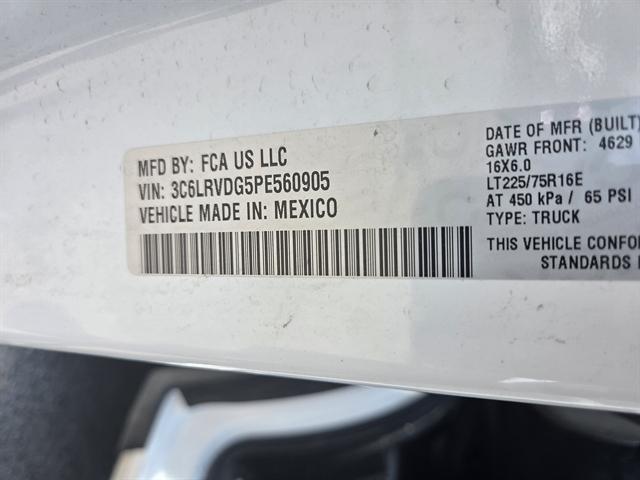 MFD BY: FCA US LLC
VIN: 3C6LRVDG5PE560905
VEHICLE MADE IN: MEXICO
DATE OF MFR (BUILT)
GAWR FRONT: 4629
16X6.0
LT225/75R16E
AT 450 kPa / 65 PSI
TYPE: TRUCK
THIS VEHICLE CONFO
STANDARDS